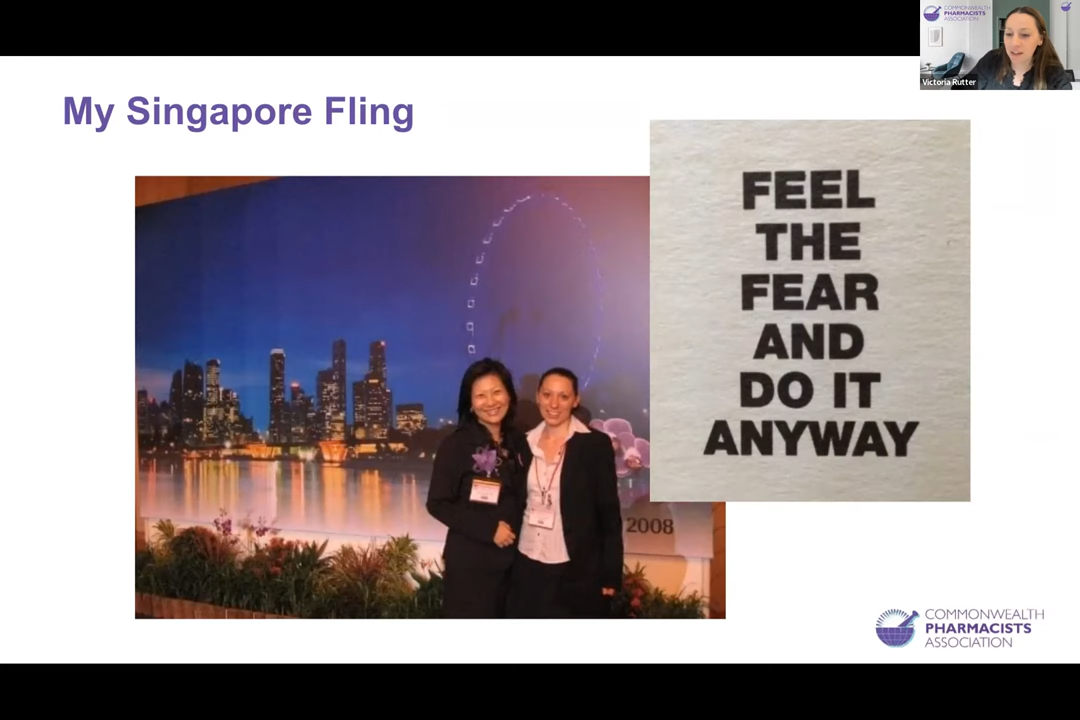 My Singapore Fling
FEEL
THE
FEAR
AND
DO IT
ANYWAY
2008
COMMONWEALTH
PHARMACISTS
ASSOCIATION
COMMONWEALTH
PHARMACISTS
ASSOCIATION
Victoria Rutter